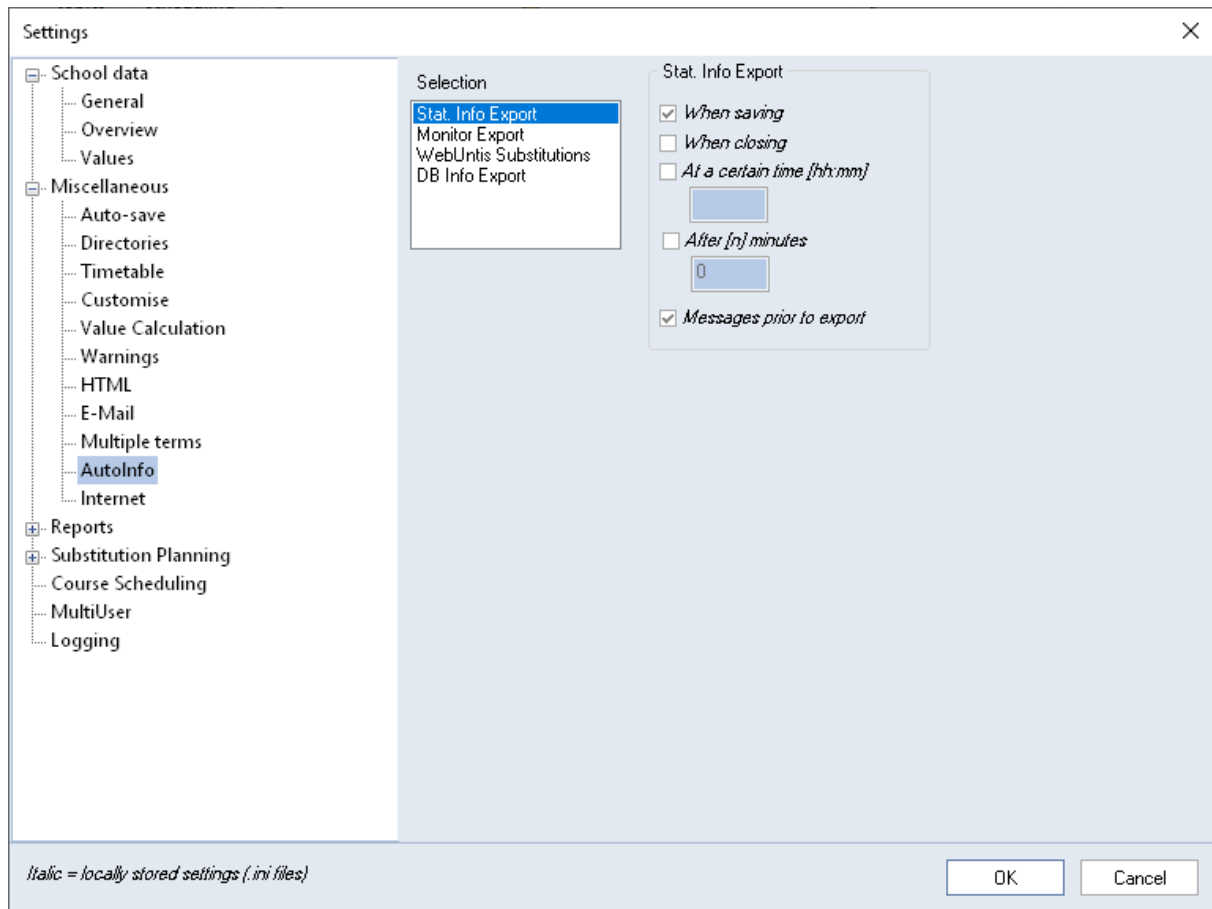 Settings
School data
General
Overview
Values
Miscellaneous
Auto-save
Directories
Timetable
Customise
Value Calculation
Warnings
HTML
E-Mail
Multiple terms
AutoInfo
Internet
Reports
Substitution Planning
Course Scheduling
MultiUser
Logging
Selection
Stat. Info Export
Monitor Export
WebUntis Substitutions
DB Info Export
Stat. Info Export
When saving
When closing
At a certain time [hh:mm]
After [n] minutes
0
Messages prior to export
Italic = locally stored settings (.ini files)
OK
Cancel